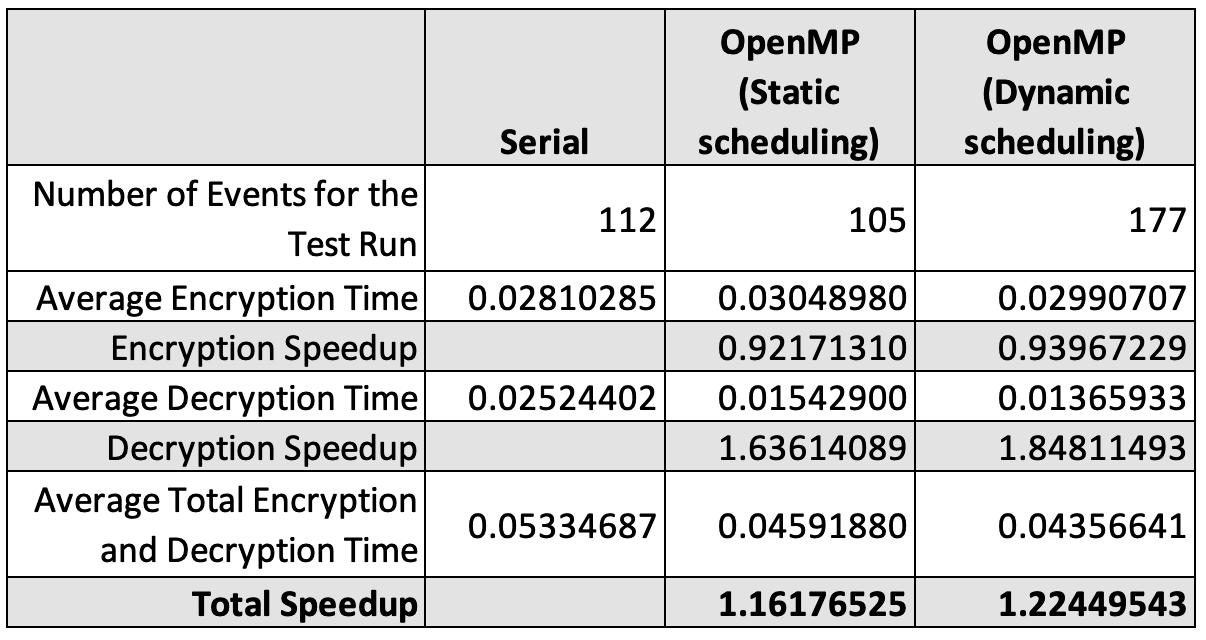 Serial
OpenMP
(Static
scheduling)
OpenMP
(Dynamic
scheduling)
Number of Events for the
Test Run
112
105
177
Average Encryption Time
0.02810285
0.03048980
0.02990707
Encryption Speedup
0.92171310
0.93967229
Average Decryption Time
0.02524402
0.01542900
0.01365933
Decryption Speedup
1.63614089
1.84811493
Average Total Encryption
and Decryption Time
0.05334687
0.04591880
0.04356641
Total Speedup
1.16176525
1.22449543